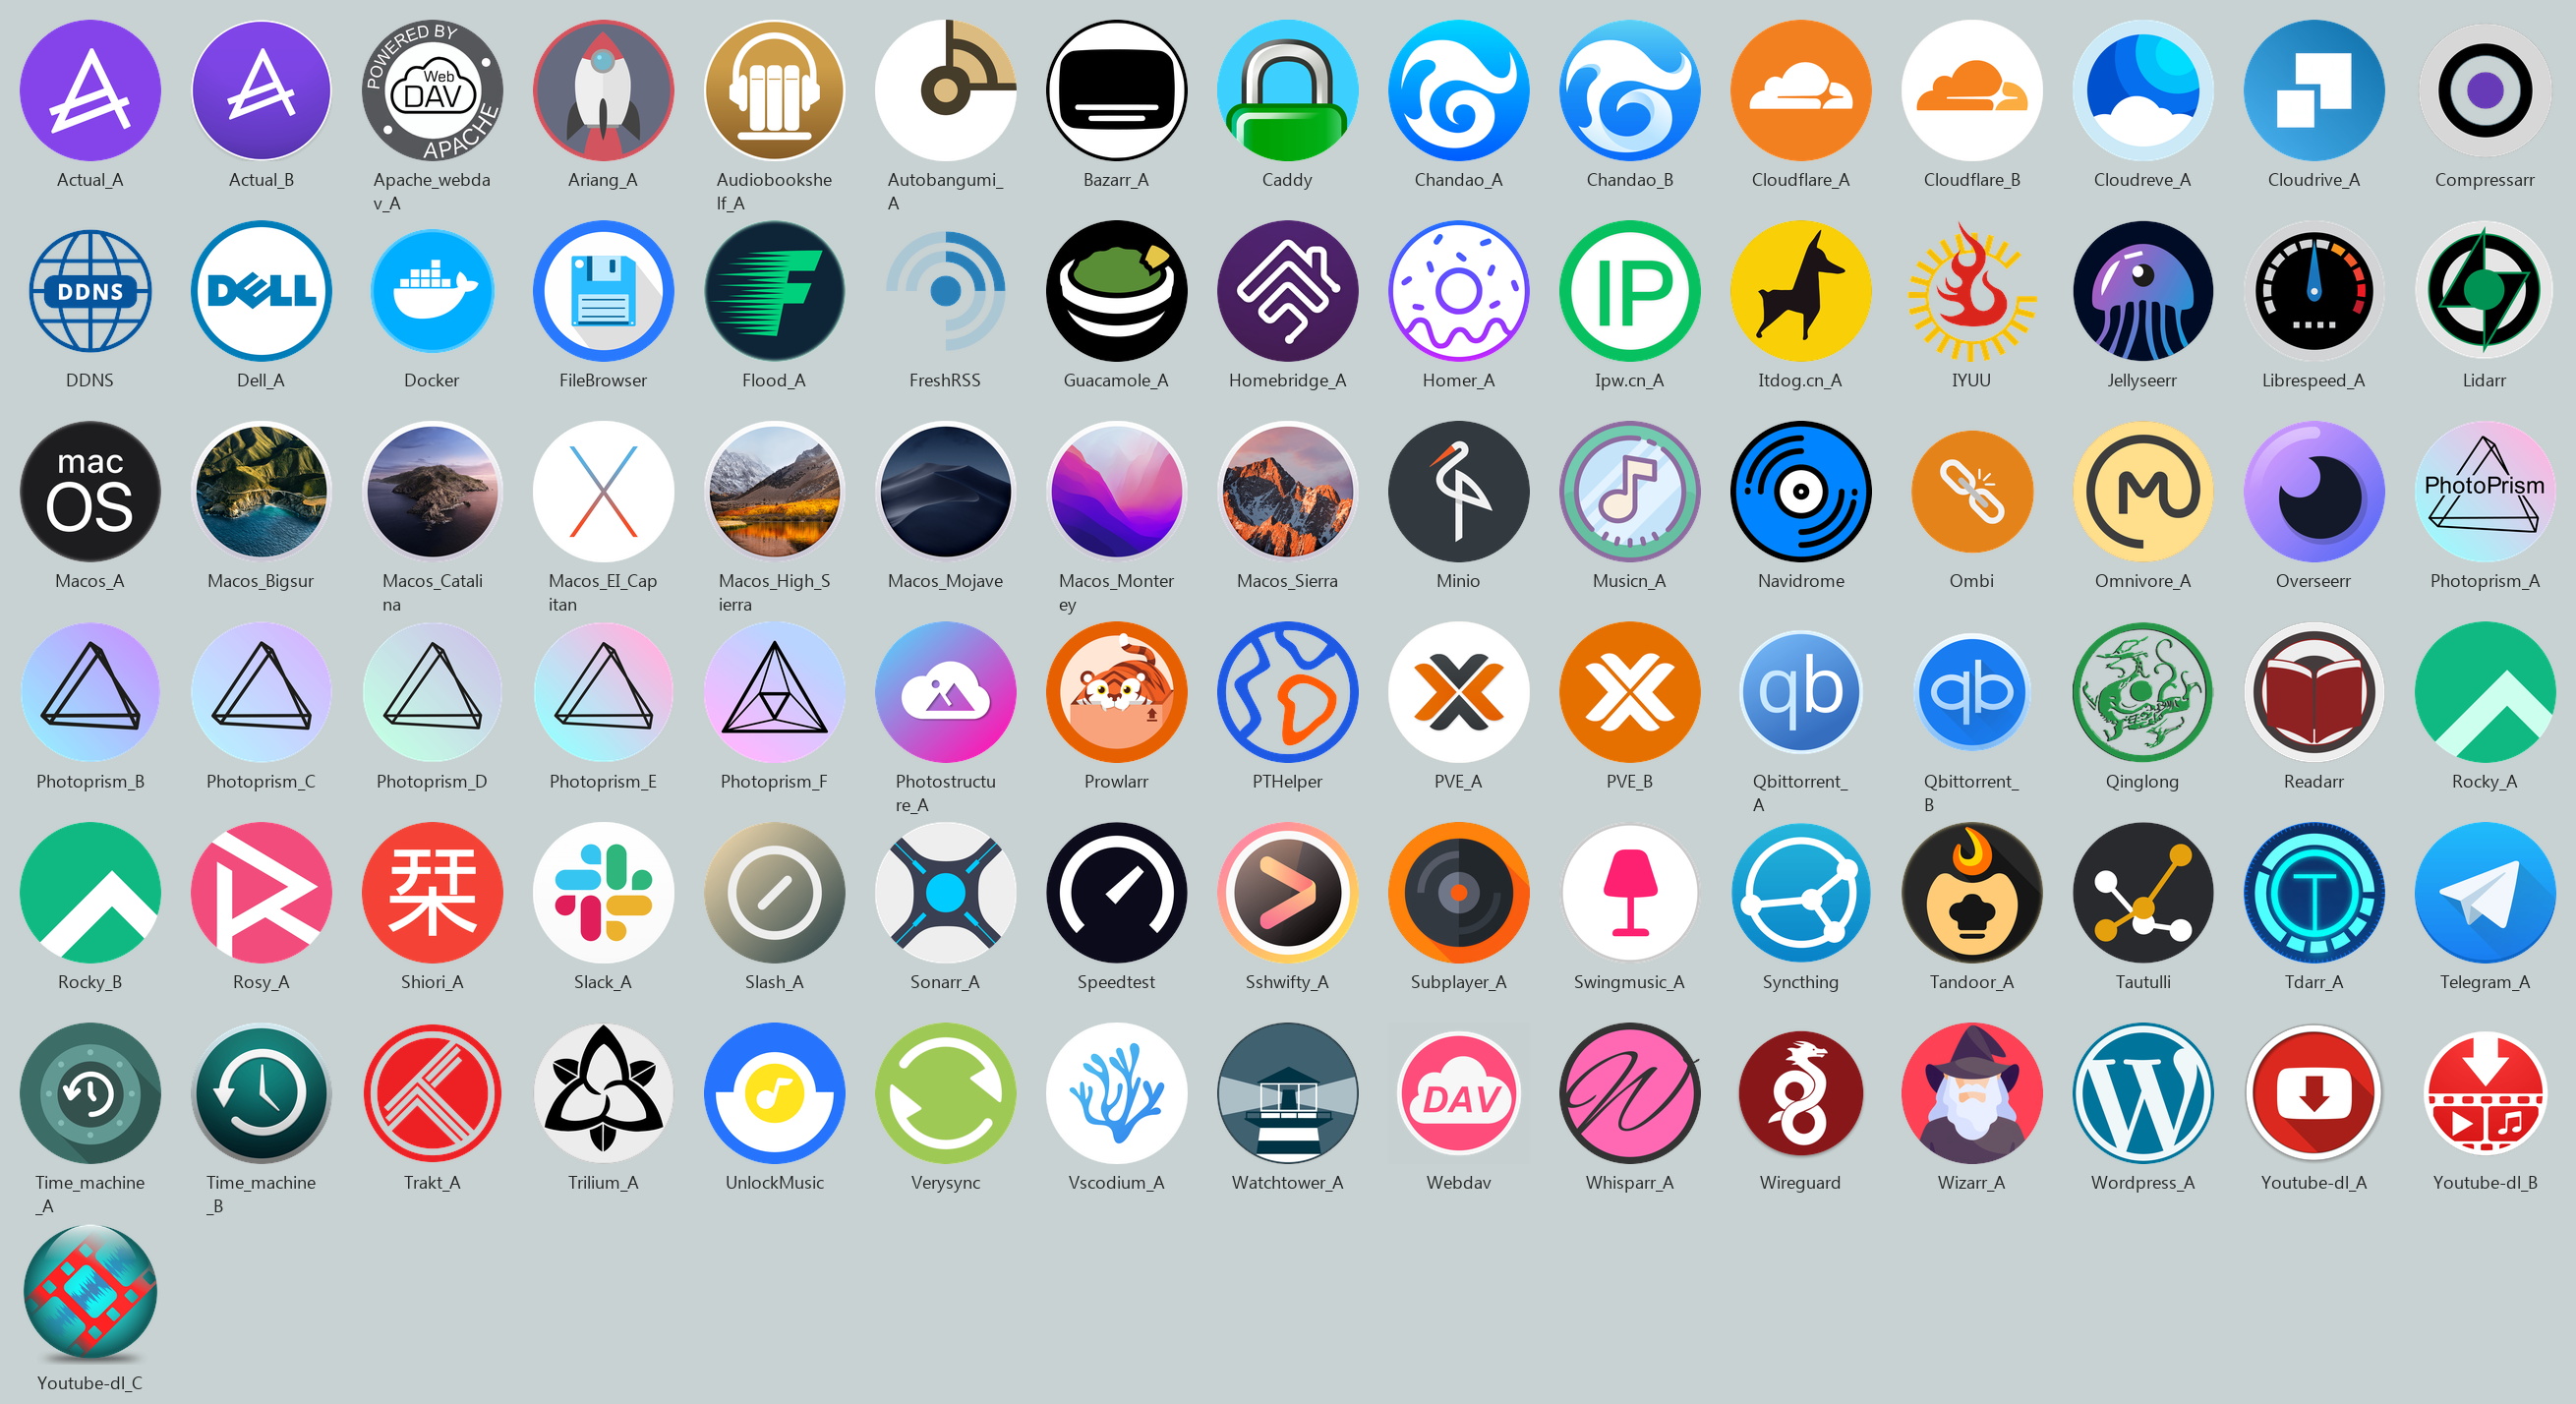 POWERED BY
Web
DAV
APACHE
Actual_A
Actual_B
Apache_webda
v_A
Ariang_A
Audiobookshe
lf_A
Autobangumi_
A
Bazarr_A
Caddy
Chandao_A
Chandao_B
Cloudflare_A
Cloudflare_B
Cloudreve_A
Cloudrive_A
Compressarr
DDNS
DELL
F
IP
DDNS
Dell_A
Docker
FileBrowser
Flood_A
FreshRSS
Guacamole_A
Homebridge_A
Homer_A
Ipw.cn_A
Itdog.cn_A
IYUU
Jellyseerr
Librespeed_A
Lidarr
mac
OS
X
M
PhotoPrism
Macos_A
Macos_Bigsur
Macos_Catali
na
Macos_EI_Cap
itan
Macos_High_S
ierra
Macos_Mojave
Macos_Monter
ey
Macos_Sierra
Minio
Musicn_A
Navidrome
Ombi
Omnivore_A
Overseerr
Photoprism_A
qb
qb
Photoprism_B
Photoprism_C
Photoprism_D
Photoprism_E
Photoprism_F
Photostructu
re_A
Prowlarr
PTHelper
PVE_A
PVE_B
Qbittorrent_
A
Qbittorrent_
B
Qinglong
Readarr
Rocky_A
栞
T
Rocky_B
Rosy_A
Shiori_A
Slack_A
Slash_A
Sonarr_A
Speedtest
Sshwifty_A
Subplayer_A
Swingmusic_A
Syncthing
Tandoor_A
Tautulli
Tdarr_A
Telegram_A
DAV
W
W
Time_machine
_A
Time_machine
_B
Trakt_A
Trilium_A
UnlockMusic
Verysync
Vscodium_A
Watchtower_A
Webdav
Whisparr_A
Wireguard
Wizarr_A
Wordpress_A
Youtube-dl_A
Youtube-dl_B
Youtube-dl_C